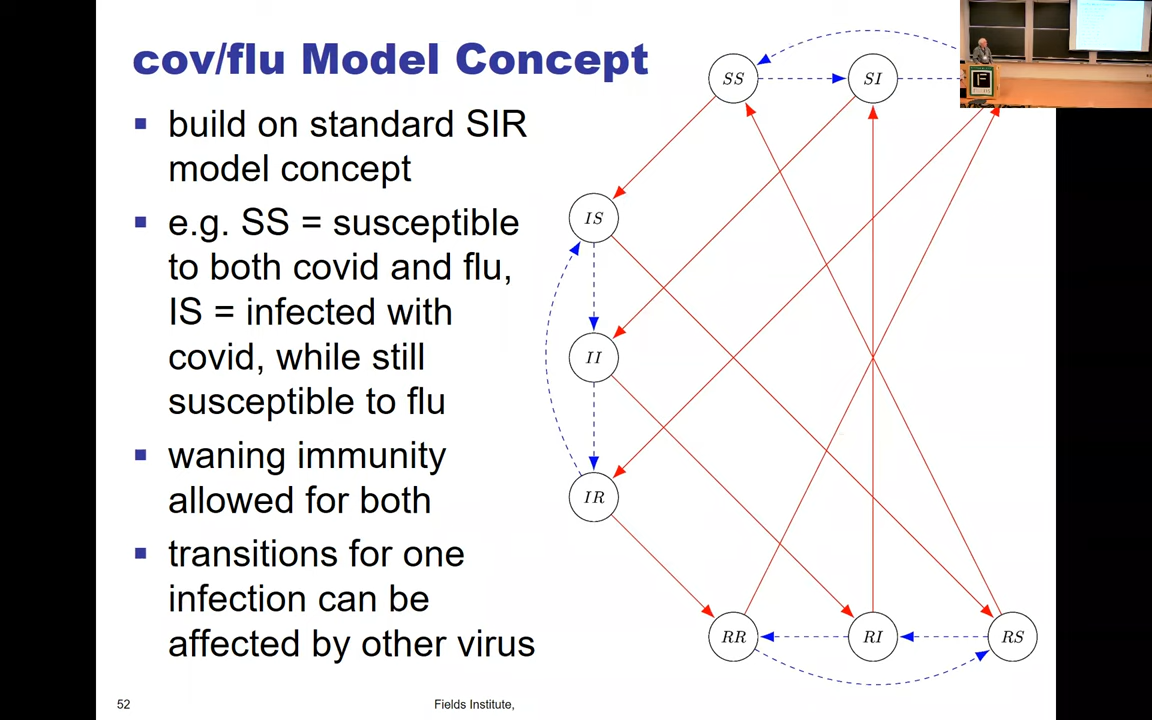 cov/flu Model Concept
build on standard SIR
model concept
e.g. SS = susceptible
to both covid and flu,
IS = infected with
covid, while still
susceptible to flu
waning immunity
allowed for both
transitions for one
infection can be
affected by other virus
SS
SI
IS
II
IR
RR
RI
RS
52
Fields Institute,